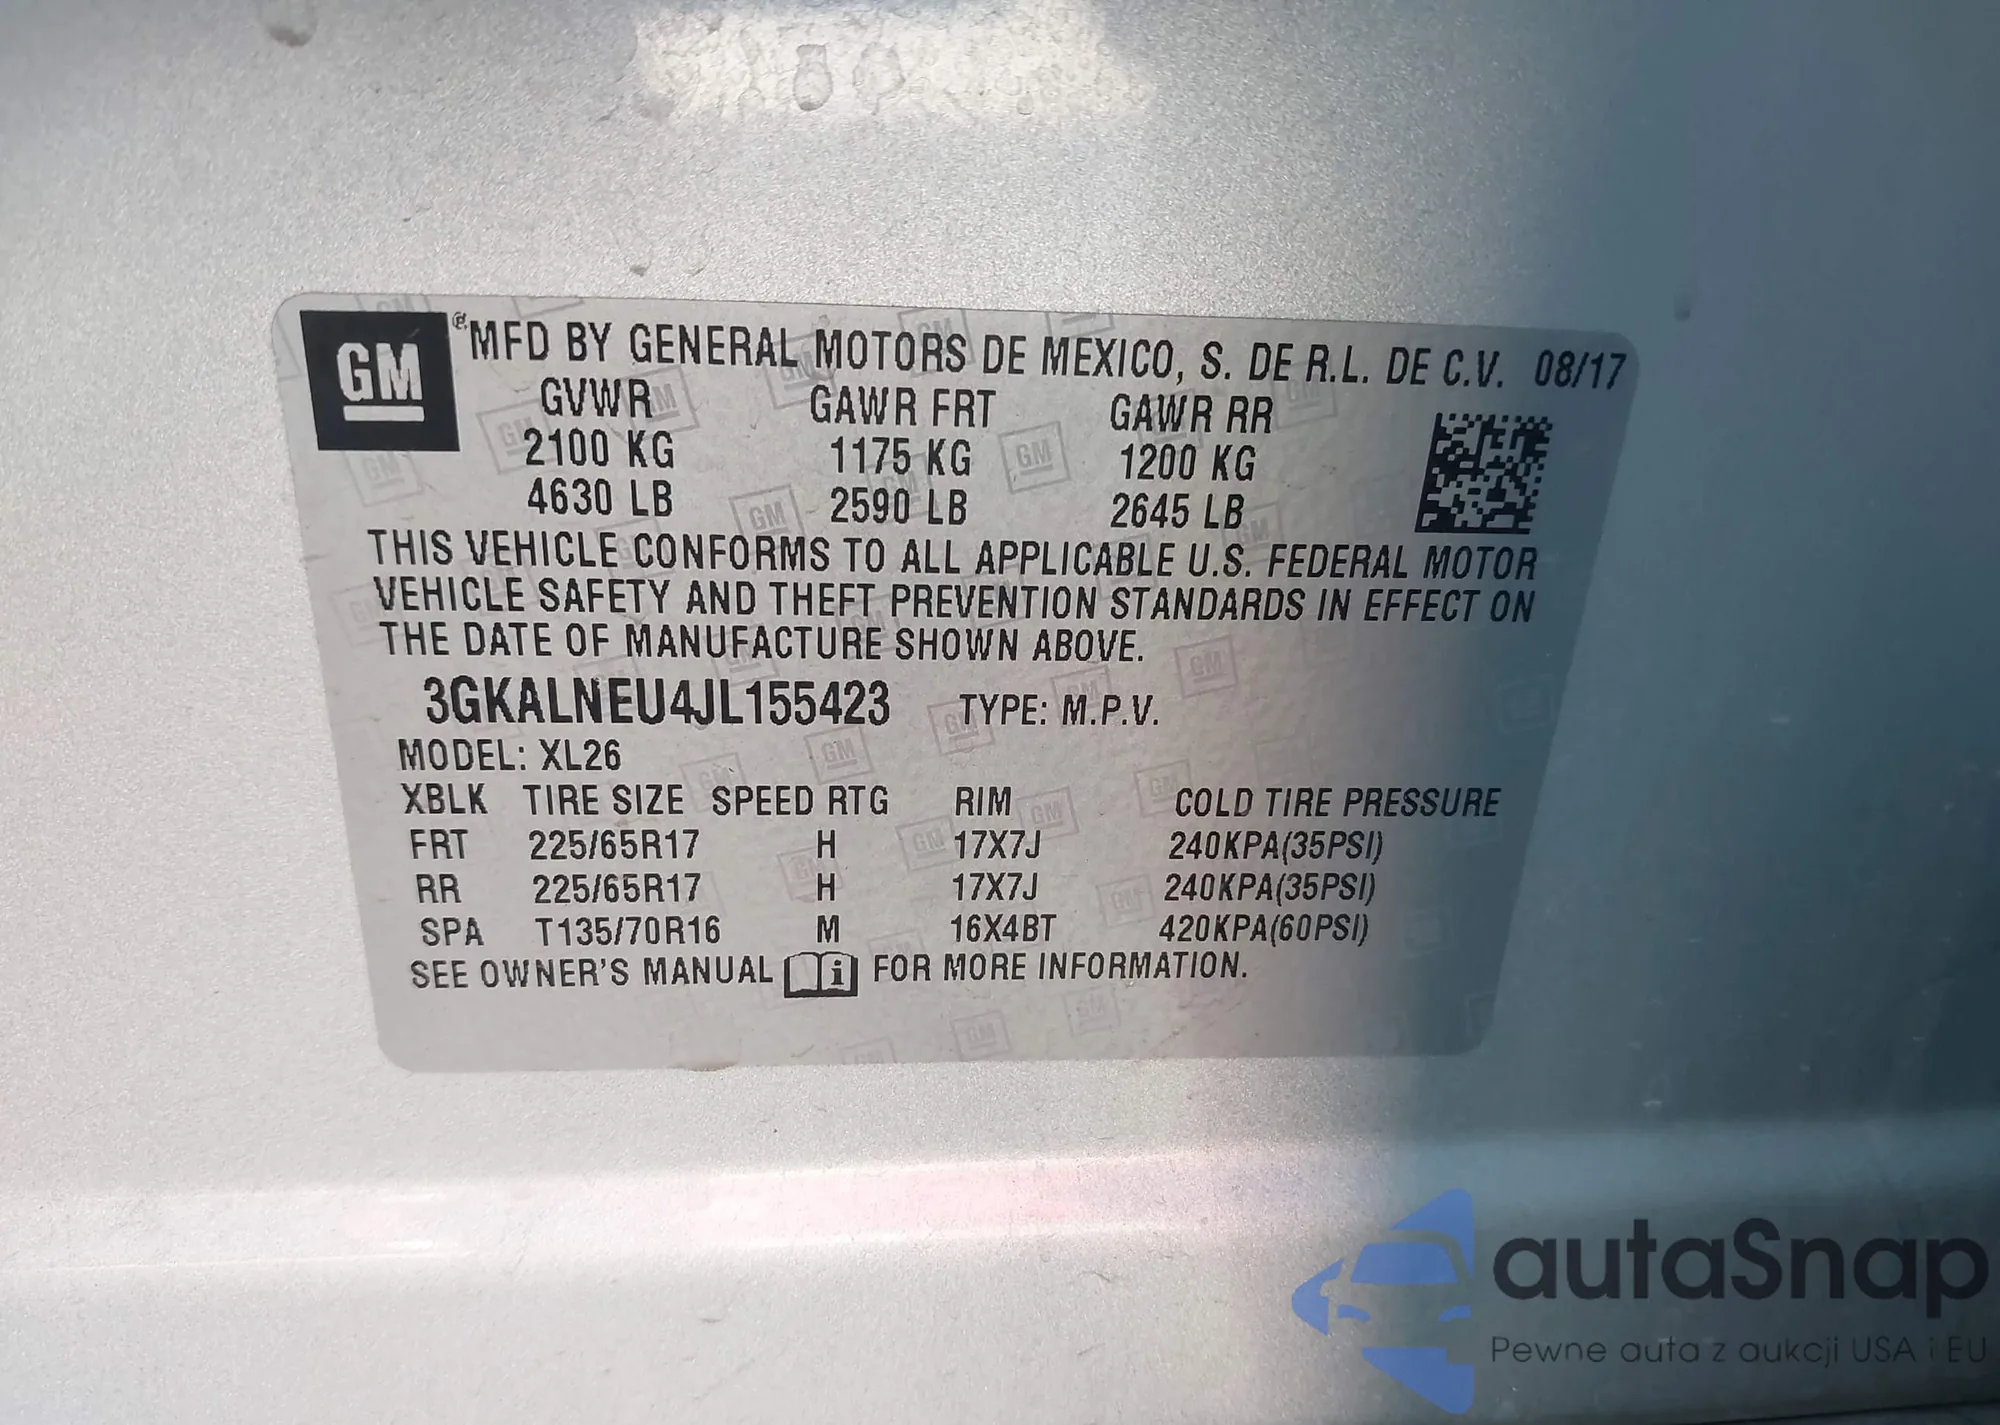 GM ® MFD BY GENERAL MOTORS DE MEXICO, S. DE R.L. DE C.V. 08/17
GVWR GAWR FRT GAWR RR
2100 KG 1175 KG 1200 KG
4630 LB 2590 LB 2645 LB
THIS VEHICLE CONFORMS TO ALL APPLICABLE U.S. FEDERAL MOTOR
VEHICLE SAFETY AND THEFT PREVENTION STANDARDS IN EFFECT ON
THE DATE OF MANUFACTURE SHOWN ABOVE.
3GKALNEU4JL155423 TYPE: M.P.V.
MODEL: XL26
XBLK TIRE SIZE SPEED RTG RIM COLD TIRE PRESSURE
FRT 225/65R17 H 17X7J 240KPA(35PSI)
RR 225/65R17 H 17X7J 240KPA(35PSI)
SPA T135/70R16 M 16X4BT 420KPA(60PSI)
SEE OWNER'S MANUAL i FOR MORE INFORMATION.
autaSnap
Pewne auta z aukcji USA i EU